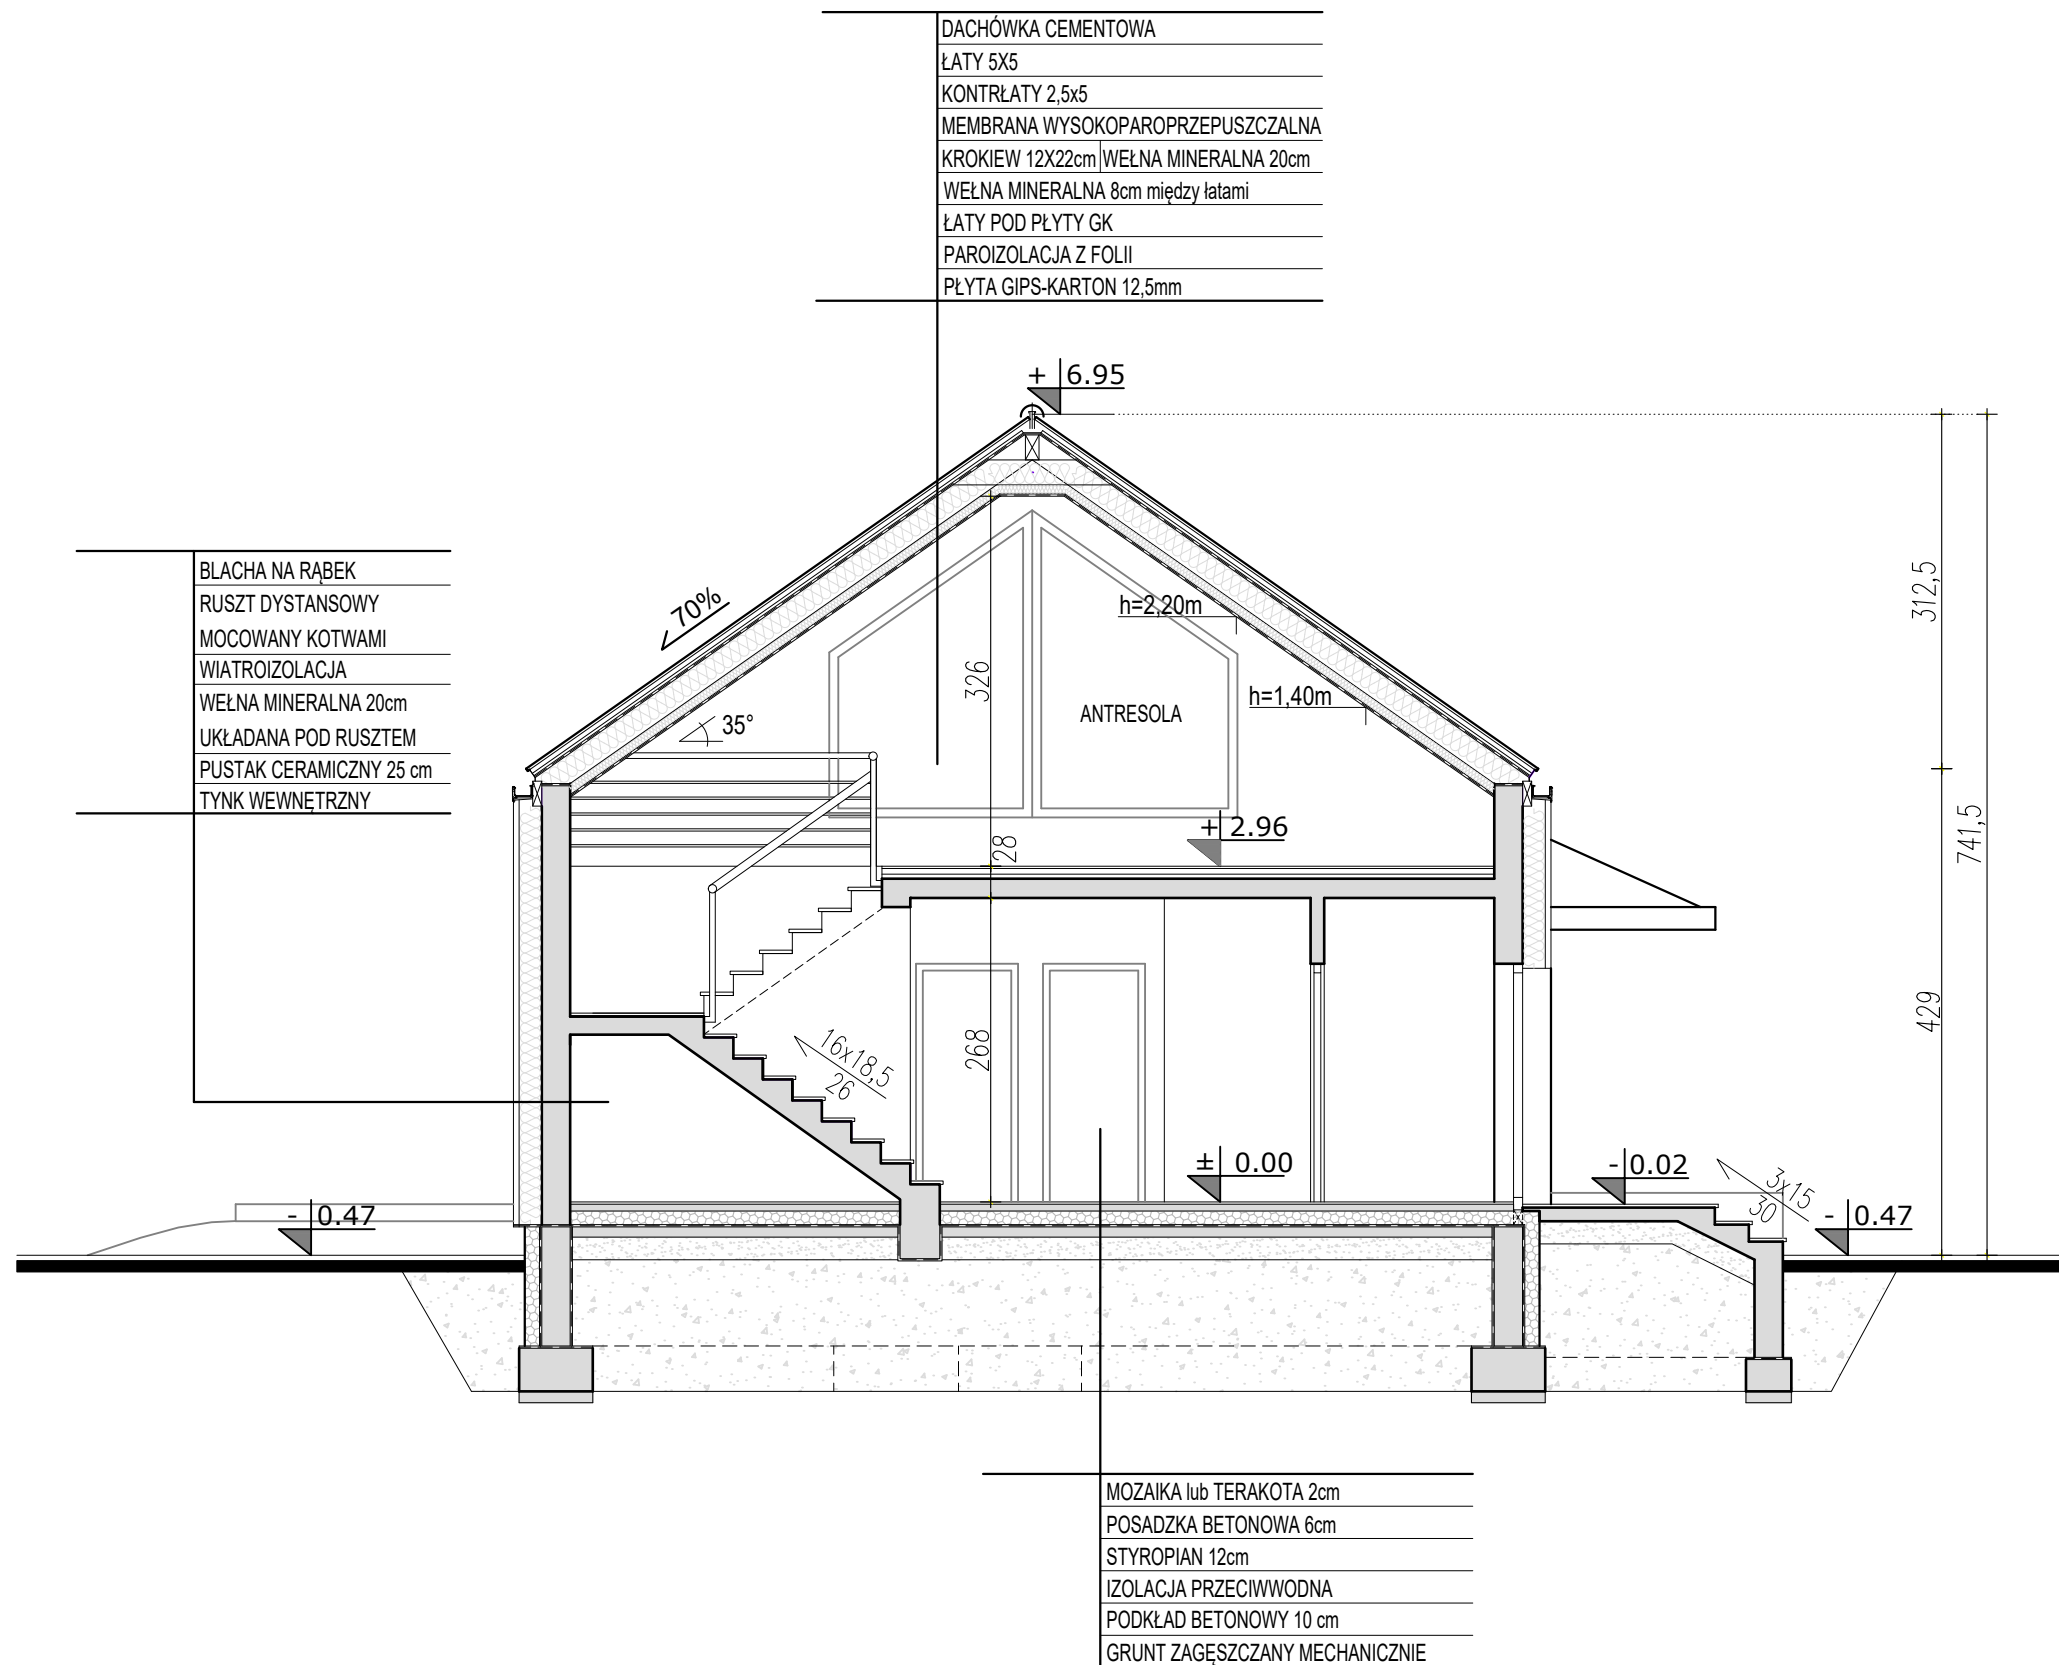 DACHÓWKA CEMENTOWA
ŁATY 5X5
KONTRŁATY 2,5x5
MEMBRANA WYSOKOPAROPRZEPUSZCZALNA
KROKIEW 12X22cm WEŁNA MINERALNA 20cm
WEŁNA MINERALNA 8cm między łatami
ŁATY POD PŁYTY GK
PAROIZOLACJA Z FOLII
PŁYTA GIPS-KARTON 12,5mm
+ 6.95
BLACHA NA RĄBEK
RUSZT DYSTANSOWY
MOCOWANY KOTWAMI
WIATROIZOLACJA
WEŁNA MINERALNA 20cm
UKŁADANA POD RUSZTEM
PUSTAK CERAMICZNY 25 cm
TYNK WEWNĘTRZNY
70%
35°
h=2,20m
h=1,40m
326
ANTRESOLA
312,5
741,5
429
+ 2.96
28
268
16x18,5
26
± 0.00
- 0.02
3x15
30
- 0.47
- 0.47
MOZAIKA lub TERAKOTA 2cm
POSADZKA BETONOWA 6cm
STYROPIAN 12cm
IZOLACJA PRZECIWWODNA
PODKŁAD BETONOWY 10 cm
GRUNT ZAGĘSZCZANY MECHANICZNIE